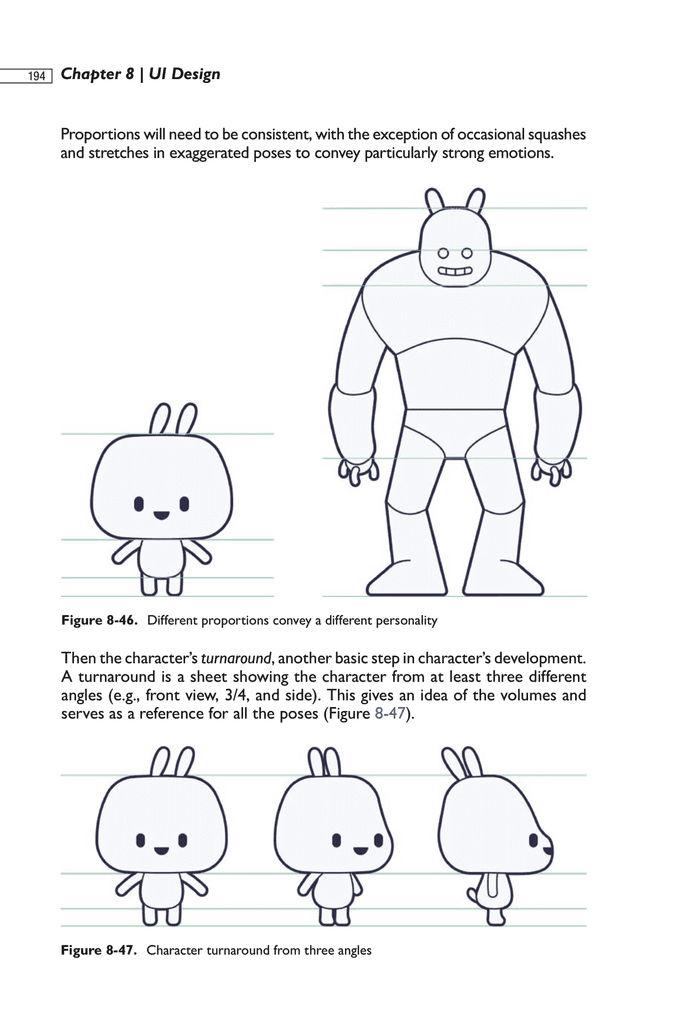 194 Chapter 8 | UI Design
Proportions will need to be consistent, with the exception of occasional squashes
and stretches in exaggerated poses to convey particularly strong emotions.
Figure 8-46. Different proportions convey a different personality
Then the character's turnaround, another basic step in character's development.
A turnaround is a sheet showing the character from at least three different
angles (e.g., front view, 3/4, and side). This gives an idea of the volumes and
serves as a reference for all the poses (Figure 8-47).
Figure 8-47. Character turnaround from three angles